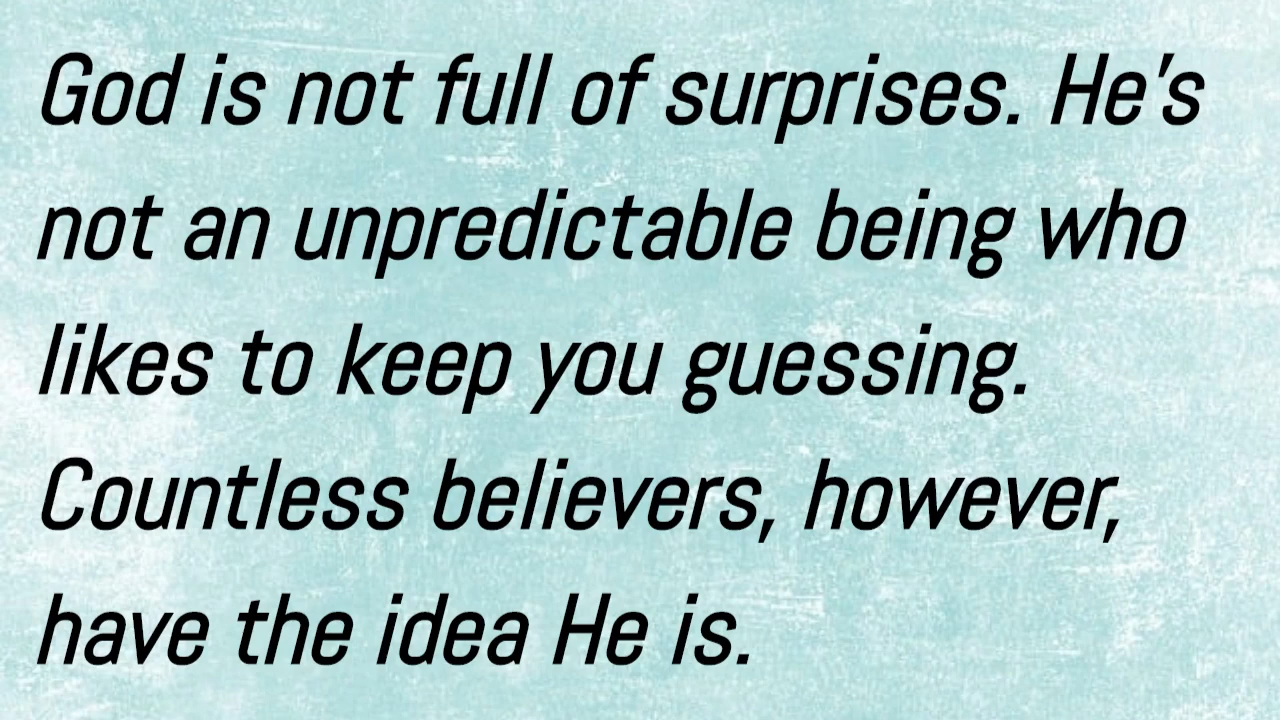 God is not full of surprises. He's
not an unpredictable being who
likes to keep you guessing.
Countless believers, however,
have the idea He is.